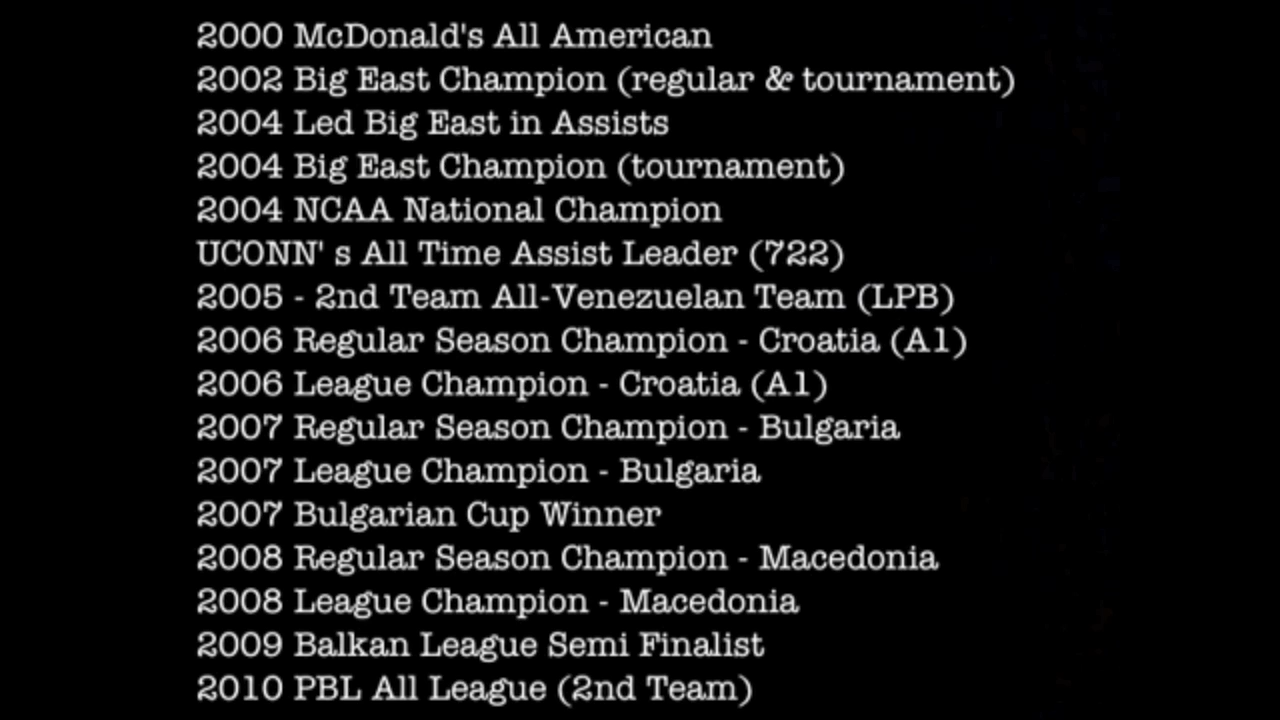 2000 McDonald's All American
2002 Big East Champion (regular & tournament)
2004 Led Big East in Assists
2004 Big East Champion (tournament)
2004 NCAA National Champion
UCONN' s All Time Assist Leader (722)
2005 - 2nd Team All-Venezuelan Team (LPB)
2006 Regular Season Champion - Croatia (A1)
2006 League Champion - Croatia (A1)
2007 Regular Season Champion - Bulgaria
2007 League Champion - Bulgaria
2007 Bulgarian Cup Winner
2008 Regular Season Champion - Macedonia
2008 League Champion - Macedonia
2009 Balkan League Semi Finalist
2010 PBL All League (2nd Team)